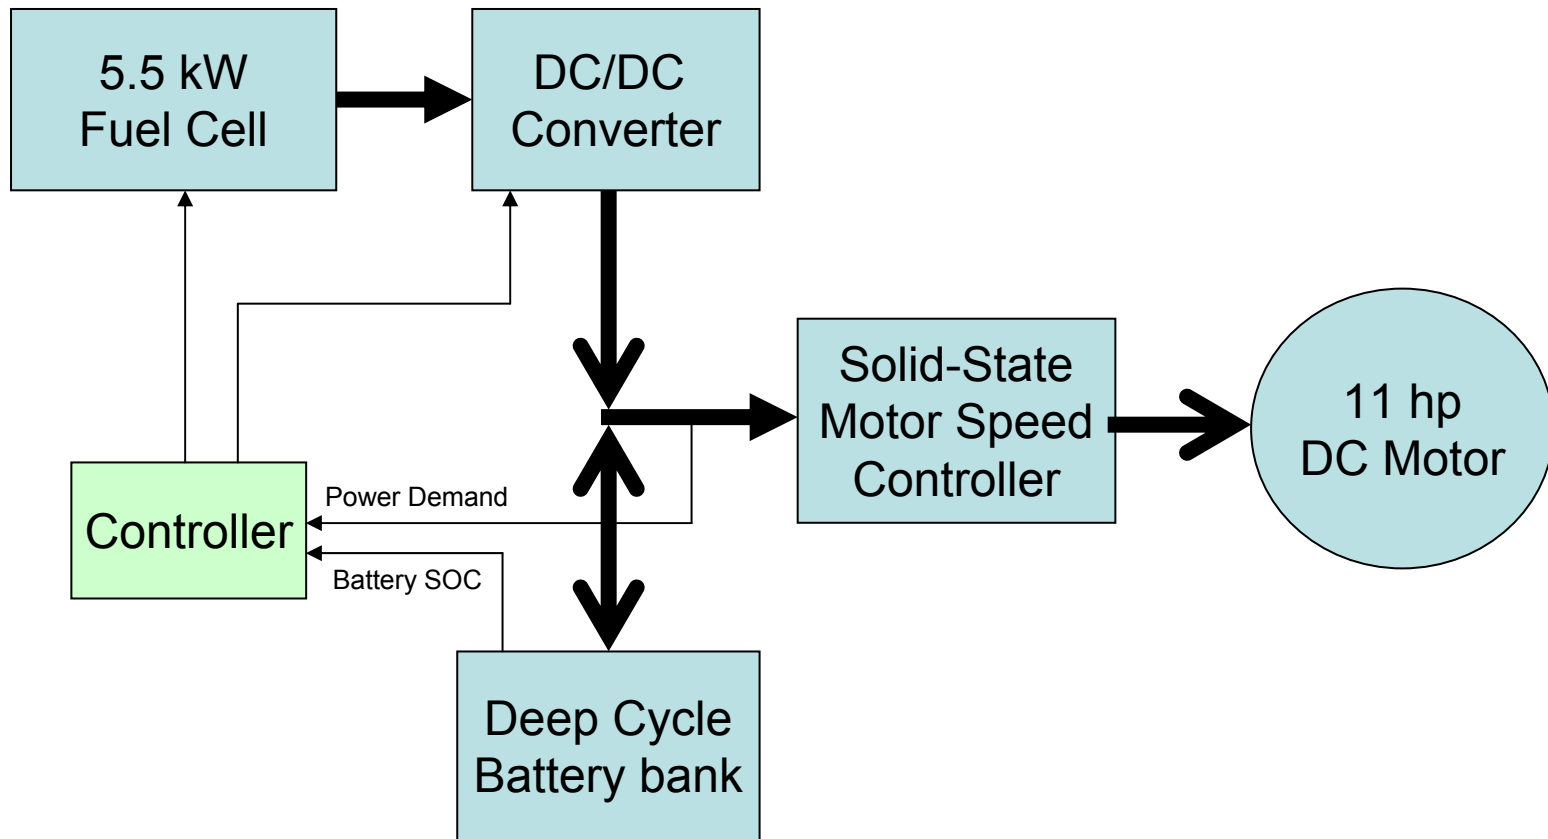 5.5 kW
Fuel Cell
DC/DC
Converter
Solid-State
Motor Speed
Controller
11 hp
DC Motor
Controller
Power Demand
Battery SOC
Deep Cycle
Battery bank